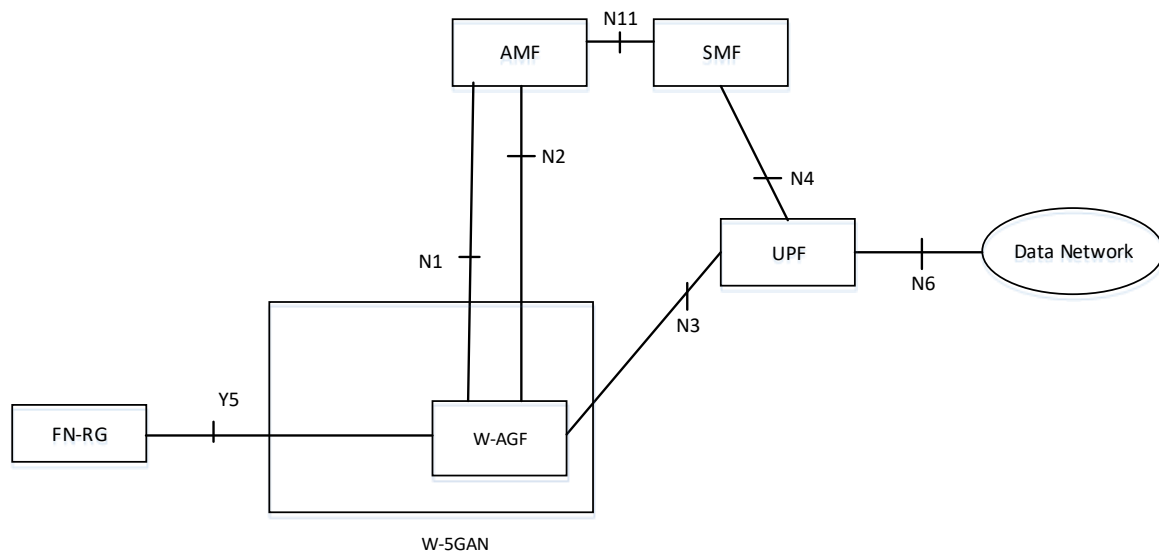 N11
AMF
SMF
N2
N4
N1
UPF
Data Network
N6
N3
Y5
FN-RG
W-AGF
W-5GAN